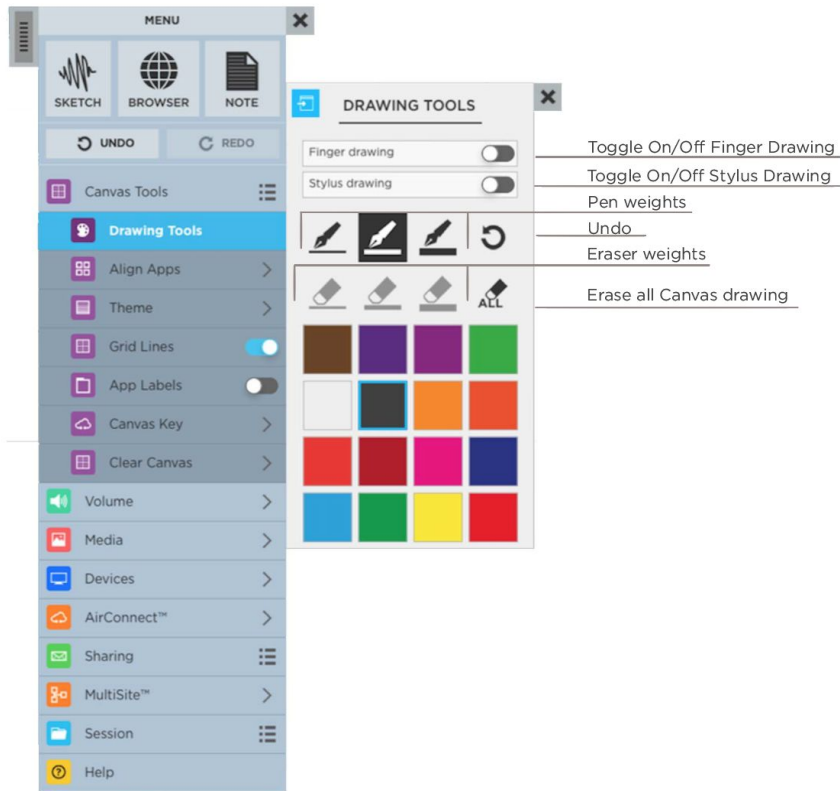 MENU
SKETCH BROWSER NOTE
UNDO REDO
Canvas Tools
Drawing Tools
Align Apps
Theme
Grid Lines
App Labels
Canvas Key
Clear Canvas
Volume
Media
Devices
AirConnect™
Sharing
MultiSite™
Session
Help
DRAWING TOOLS
Finger drawing
Stylus drawing
ALL
Toggle On/Off Finger Drawing
Toggle On/Off Stylus Drawing
Pen weights
Undo
Eraser weights
Erase all Canvas drawing